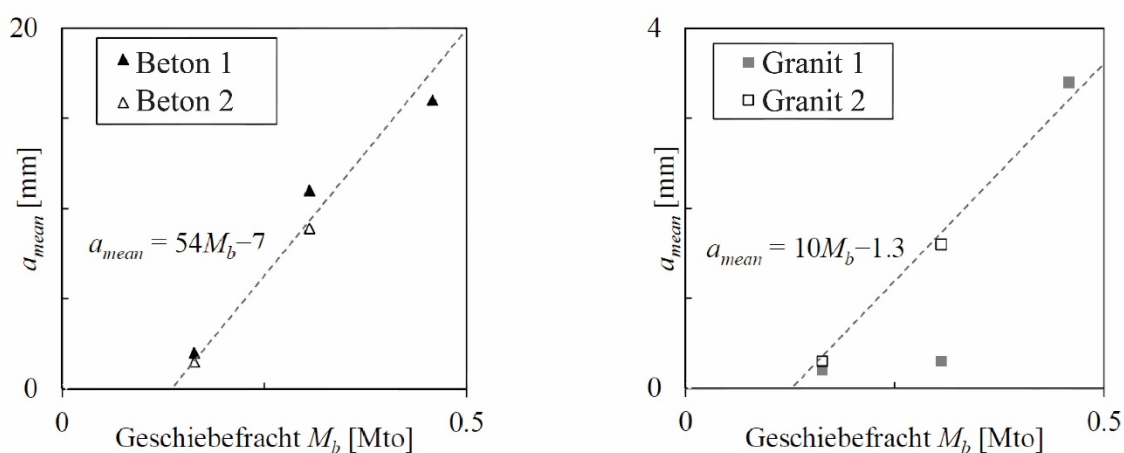 20
Beton 1
Beton 2
a_mean [mm]
a_mean = 54M_b−7
0
0
0.5
Geschiebefracht M_b [Mto]
4
Granit 1
Granit 2
a_mean [mm]
a_mean = 10M_b−1.3
0
0
0.5
Geschiebefracht M_b [Mto]